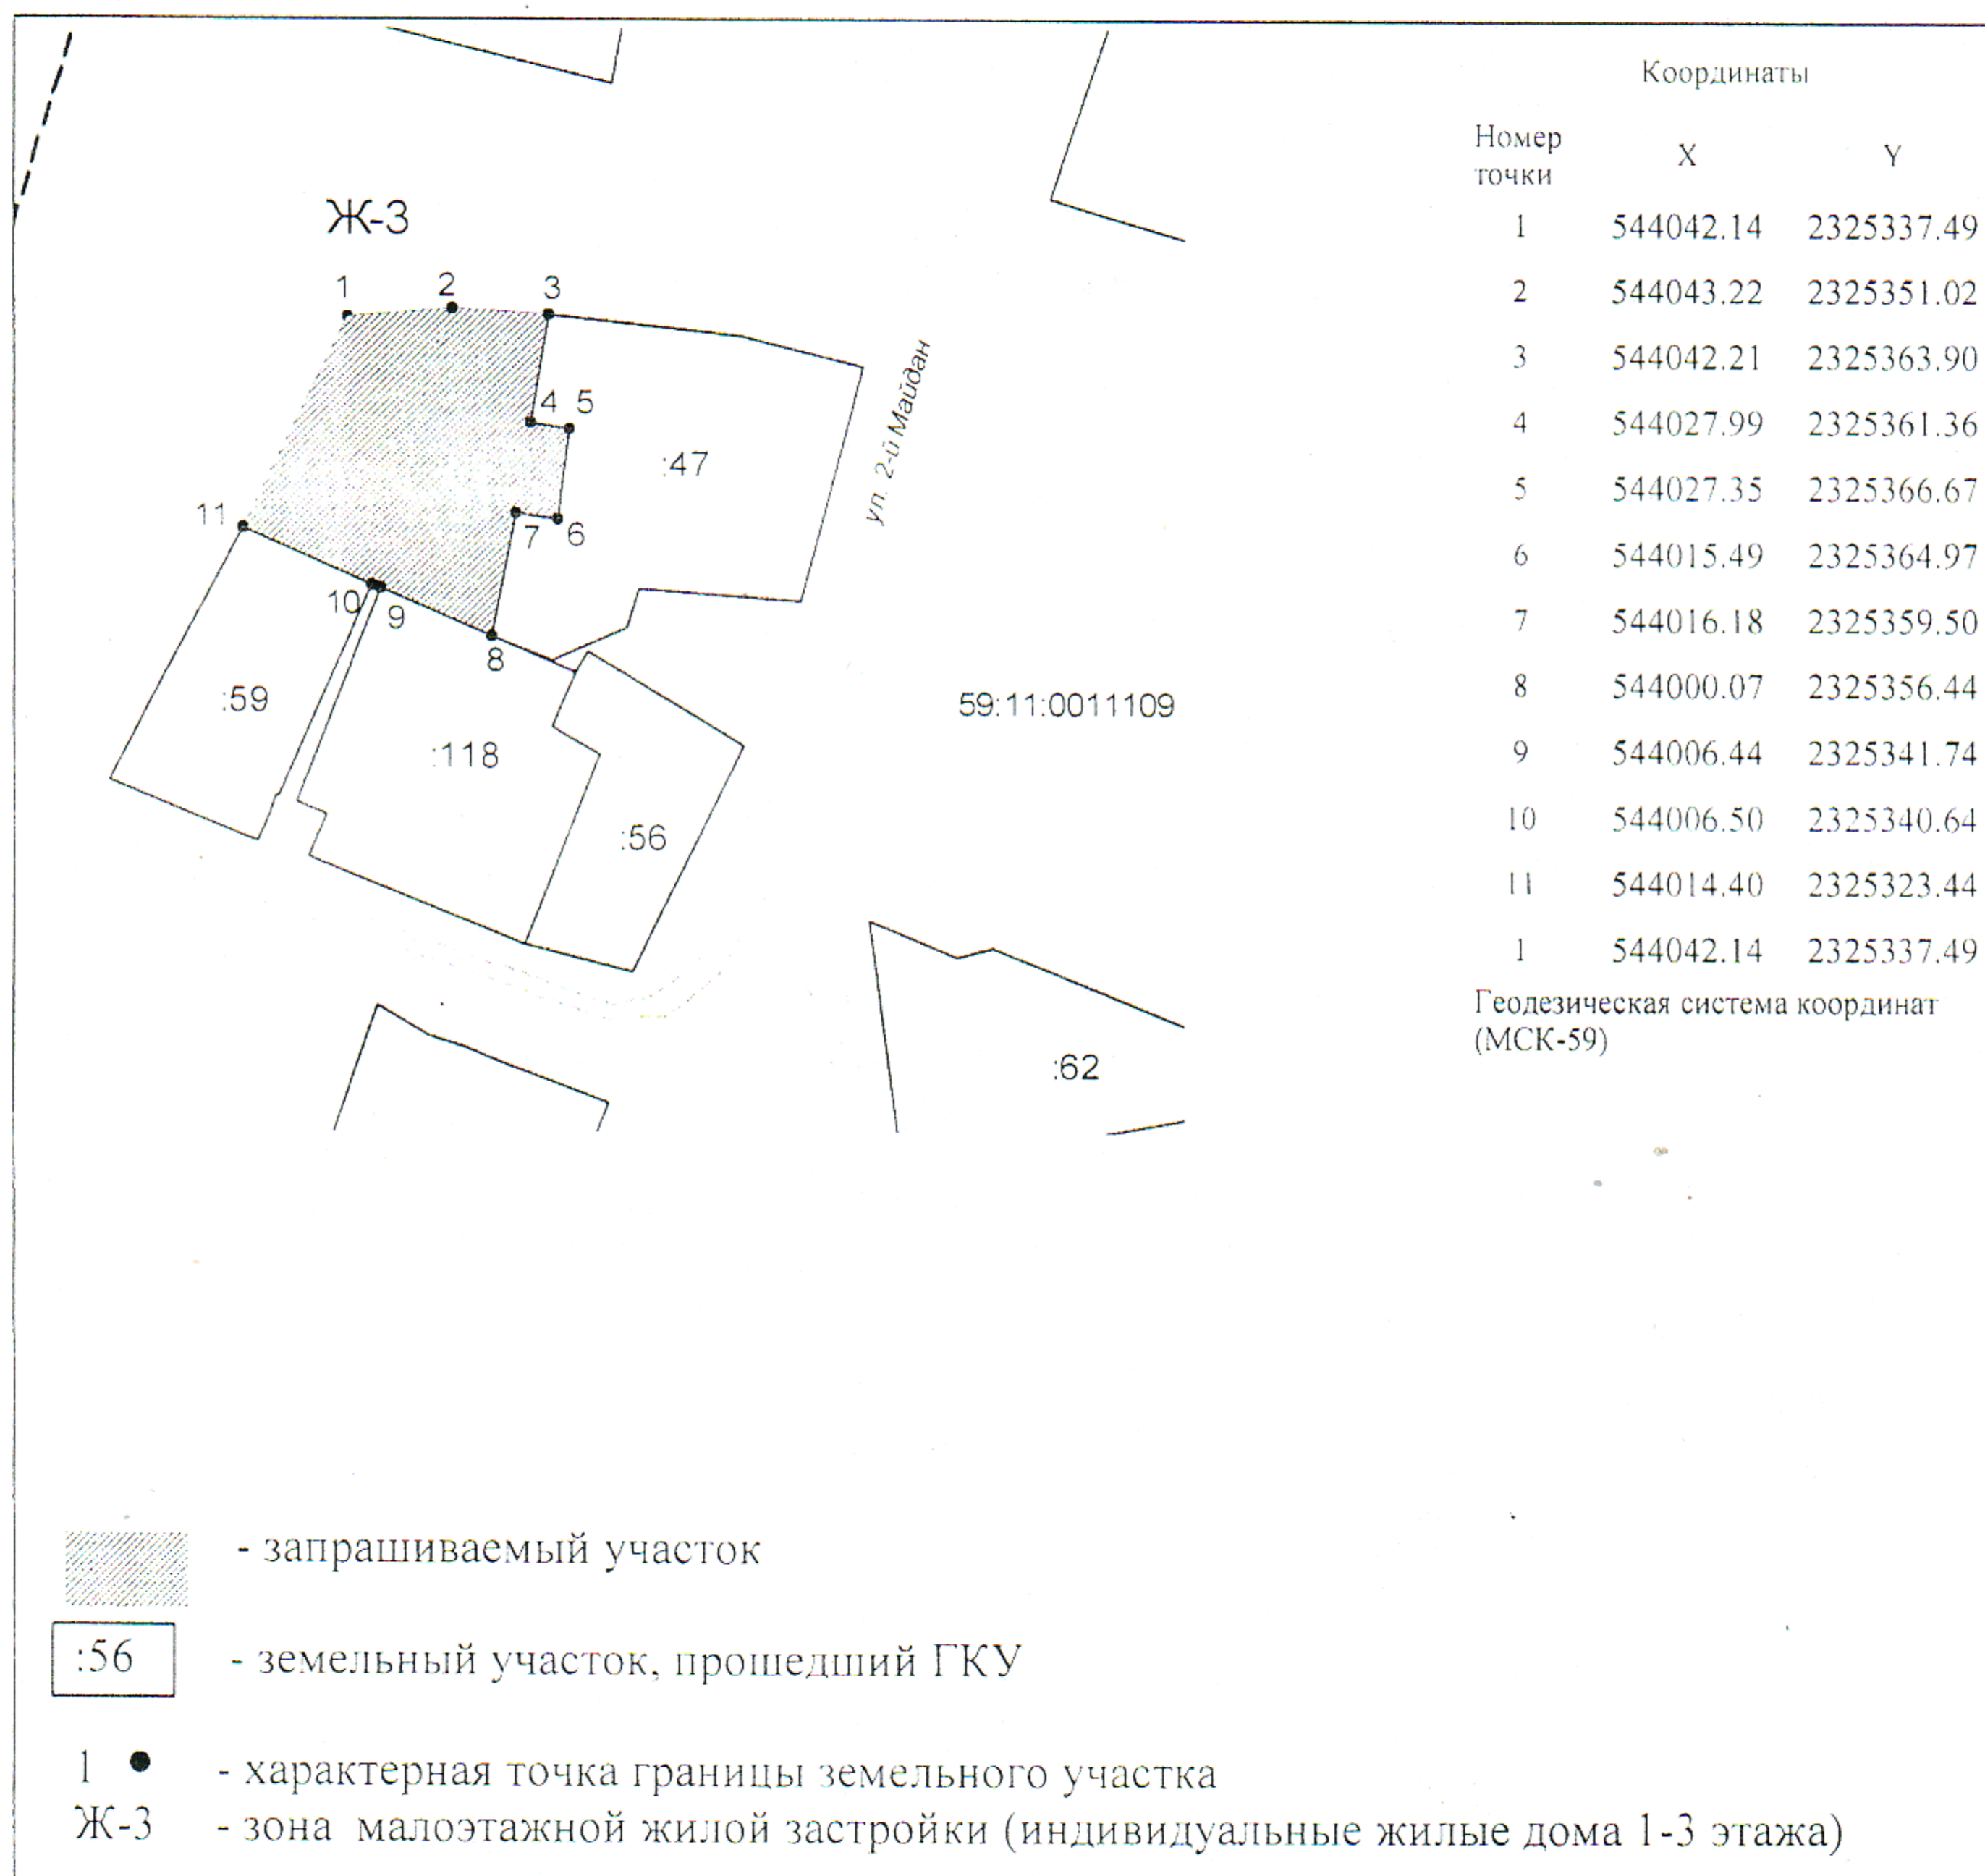 Ж-3
1
2
3
4
5
:47
ул. 2-й Майдан
11
7
6
10
9
8
:59
59:11:0011109
:118
:56
:62
Координаты
Номер точки X Y
1 544042.14 2325337.49
2 544043.22 2325351.02
3 544042.21 2325363.90
4 544027.99 2325361.36
5 544027.35 2325366.67
6 544015.49 2325364.97
7 544016.18 2325359.50
8 544000.07 2325356.44
9 544006.44 2325341.74
10 544006.50 2325340.64
11 544014.40 2325323.44
1 544042.14 2325337.49
Геодезическая система координат
(МСК-59)
- запрашиваемый участок
:56 - земельный участок, прошедший ГКУ
1 - характерная точка границы земельного участка
Ж-3 - зона малоэтажной жилой застройки (индивидуальные жилые дома 1-3 этажа)